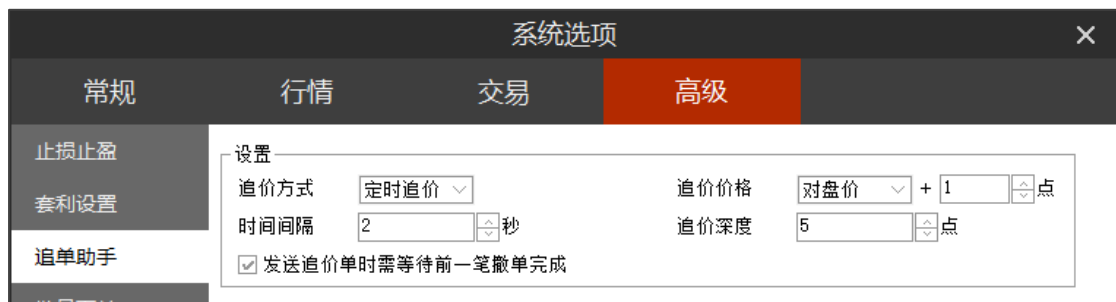 系统选项
常规 行情 交易 高级
止损止盈
套利设置
追单助手
设置
追价方式 定时追价 追价价格 对盘价 + 1 点
时间间隔 2 秒 追价深度 5 点
发送追价单时需等待前一笔撤单完成